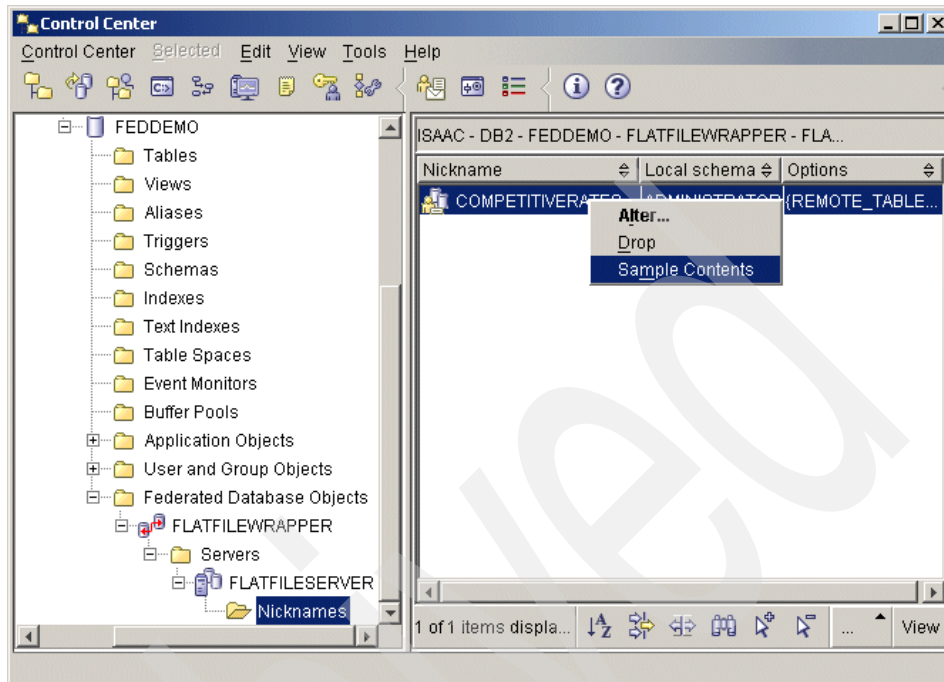 Control Center
Control Center Selected Edit View Tools Help
FEDDEMO
Tables
Views
Aliases
Triggers
Schemas
Indexes
Text Indexes
Table Spaces
Event Monitors
Buffer Pools
Application Objects
User and Group Objects
Federated Database Objects
FLATFILEWRAPPER
Servers
FLATFILESERVER
Nicknames
ISAAC - DB2 - FEDDEMO - FLATFILEWRAPPER - FLA...
Nickname Local schema Options
COMPETITIVERATES ADMINISTRATOR {REMOTE_TABLE...
Alter...
Drop
Sample Contents
1 of 1 items displa... ... View